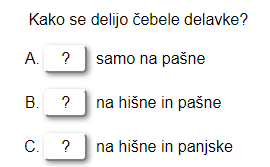 Kako se delijo čebele delavke?
A. ? samo na pašne
B. ? na hišne in pašne
C. ? na hišne in panjske